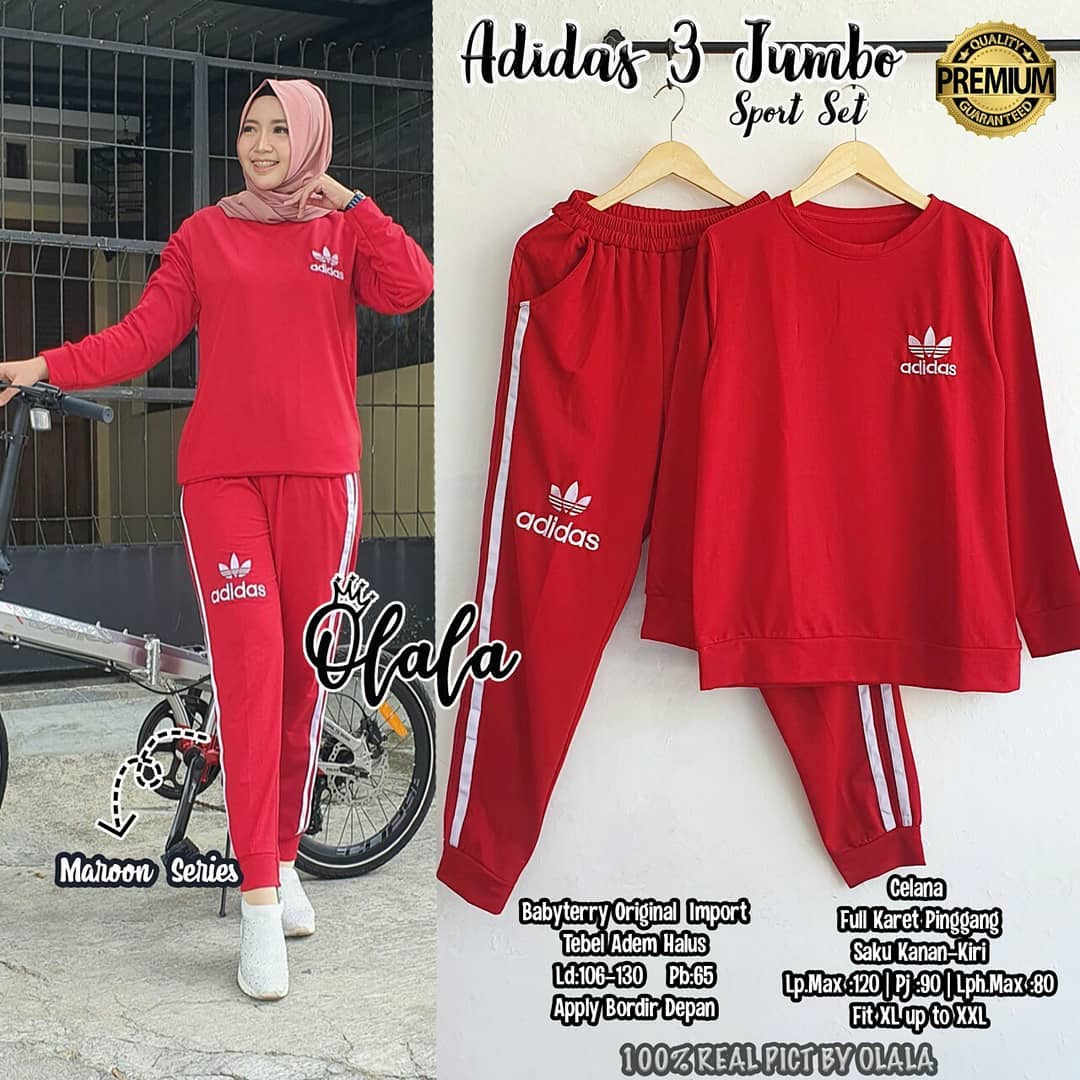 Adidas 3 Jumbo
Sport Set
QUALITY
PREMIUM
GUARANTEED
adidas
adidas
adidas
adidas
Olala
Maroon Series
Babyterry Original Import
Tebel Adem Halus
Ld:106-130 Pb:65
Apply Bordir Depan
Celana
Full Karet Pinggang
Saku Kanan-Kiri
Lp.Max :120 | Pj :90 | Lph.Max :80
Fit XL up to XXL
100% REAL PICT BY OLALA